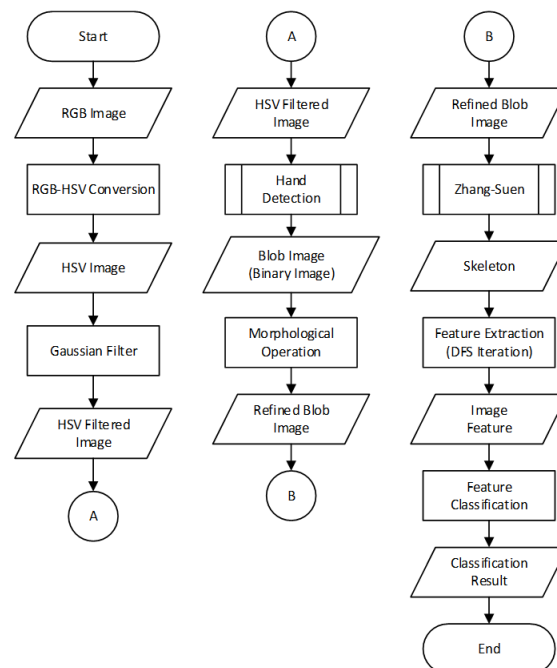 Start
RGB Image
RGB-HSV Conversion
HSV Image
Gaussian Filter
HSV Filtered
Image
A
A
HSV Filtered
Image
Hand
Detection
Blob Image
(Binary Image)
Morphological
Operation
Refined Blob
Image
B
B
Refined Blob
Image
Zhang-Suen
Skeleton
Feature Extraction
(DFS Iteration)
Image
Feature
Feature
Classification
Classification
Result
End